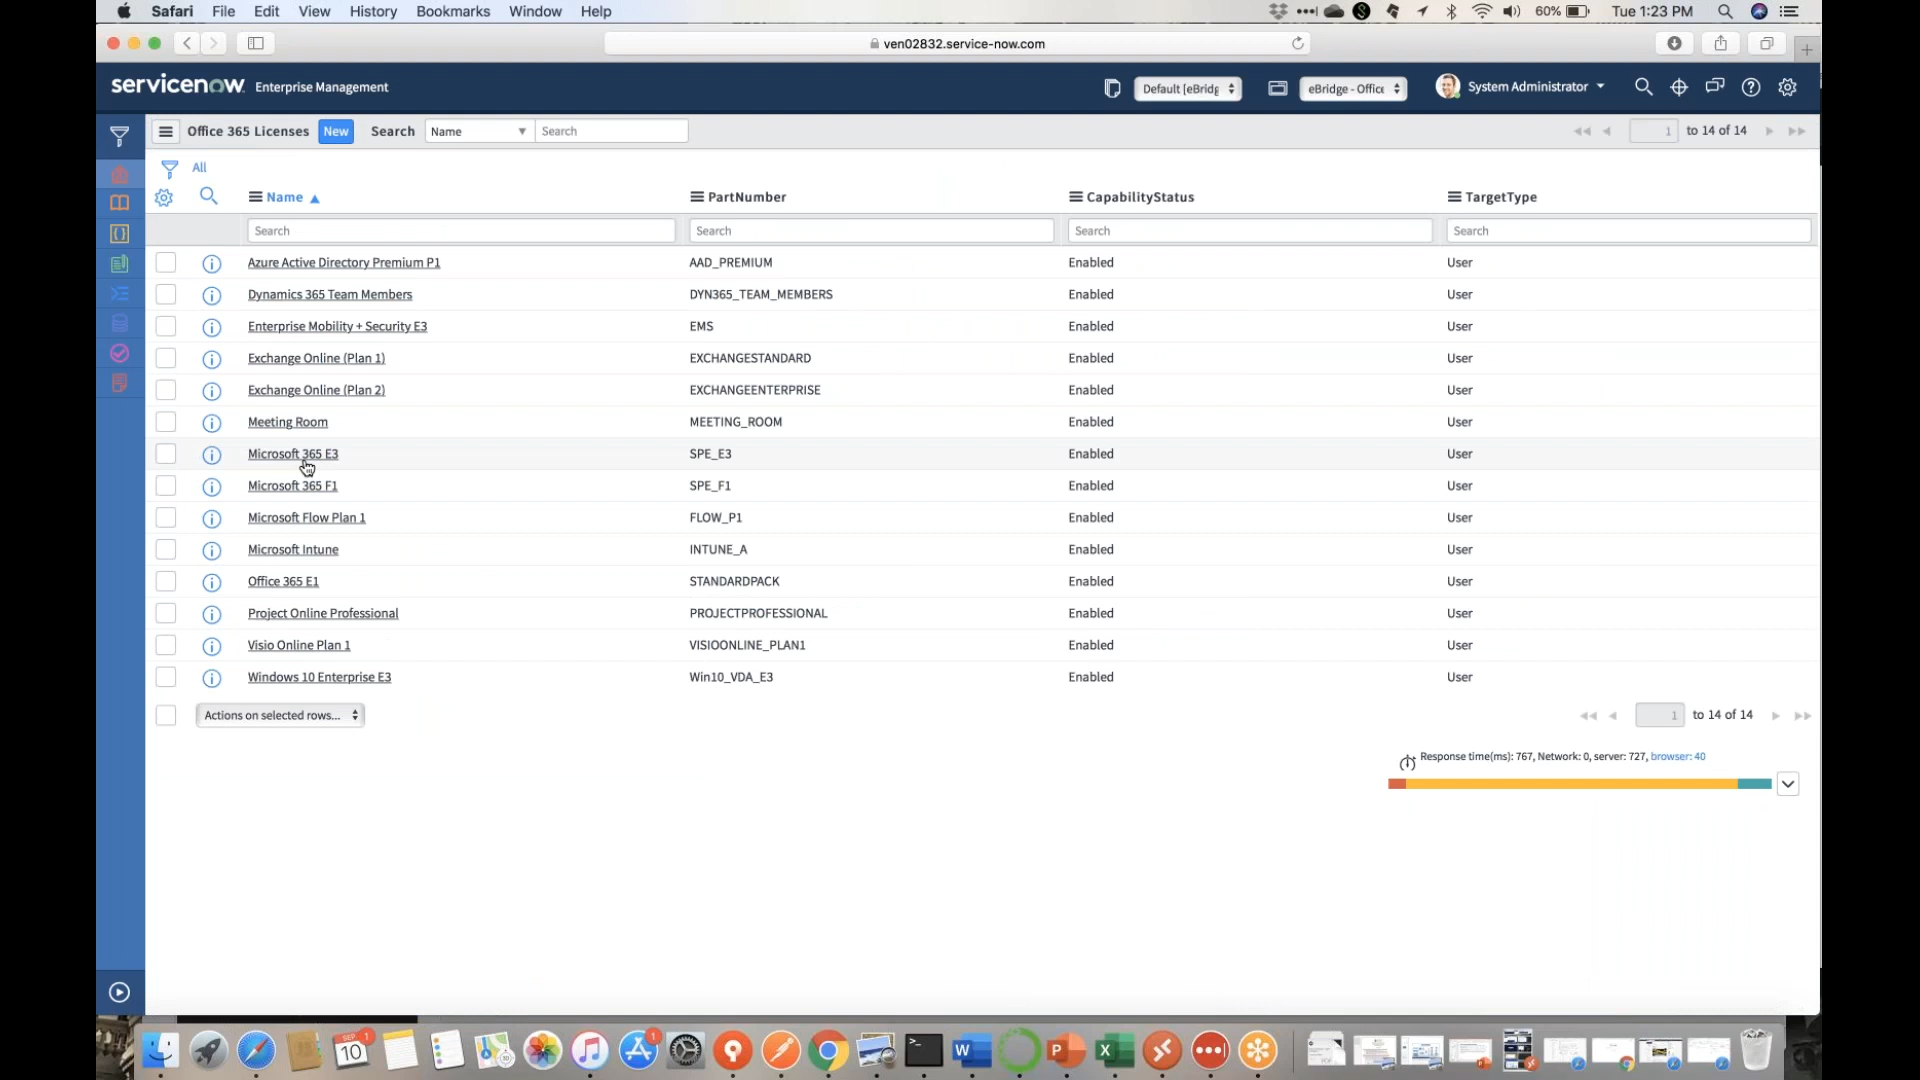 Safari File Edit View History Bookmarks Window Help 60% Tue 1:23 PM
ven02832.service-now.com
servicenow Enterprise Management Default [eBridg eBridge - Office System Administrator
Office 365 Licenses New Search Name Search 1 to 14 of 14
All
Name PartNumber CapabilityStatus TargetType
Search Search Search Search
Azure Active Directory Premium P1 AAD_PREMIUM Enabled User
Dynamics 365 Team Members DYN365_TEAM_MEMBERS Enabled User
Enterprise Mobility + Security E3 EMS Enabled User
Exchange Online (Plan 1) EXCHANGESTANDARD Enabled User
Exchange Online (Plan 2) EXCHANGEENTERPRISE Enabled User
Meeting Room MEETING_ROOM Enabled User
Microsoft 365 E3 SPE_E3 Enabled User
Microsoft 365 F1 SPE_F1 Enabled User
Microsoft Flow Plan 1 FLOW_P1 Enabled User
Microsoft Intune INTUNE_A Enabled User
Office 365 E1 STANDARDPACK Enabled User
Project Online Professional PROJECTPROFESSIONAL Enabled User
Visio Online Plan 1 VISIOONLINE_PLAN1 Enabled User
Windows 10 Enterprise E3 Win10_VDA_E3 Enabled User
Actions on selected rows... 1 to 14 of 14
Response time(ms): 767, Network: 0, server: 727, browser: 40
SEP 10 1 1 W P X